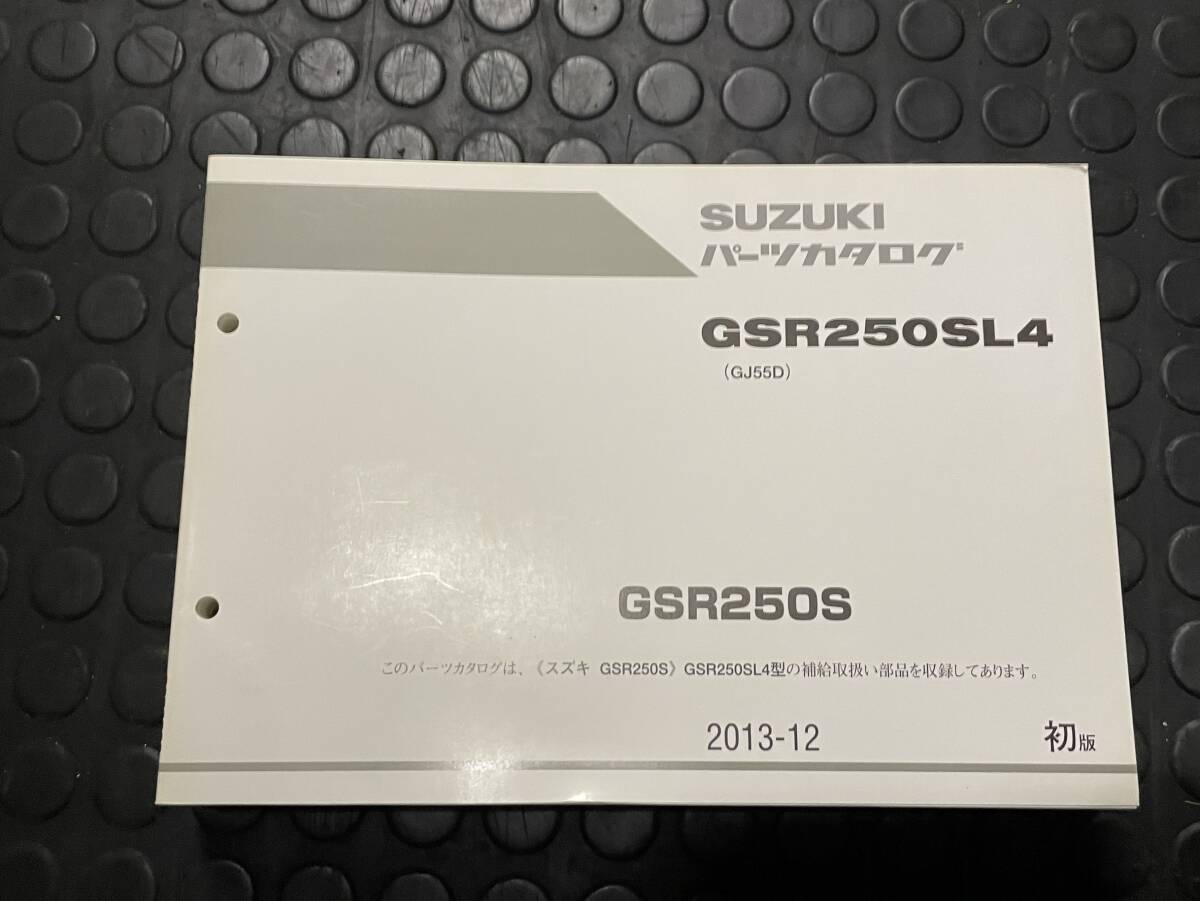 SUZUKI
パーツカタログ
GSR250SL4
（GJ55D）
GSR250S
このパーツカタログは、《スズキ GSR250S》GSR250SL4型の補給取扱い部品を収録してあります。
2013-12 初版